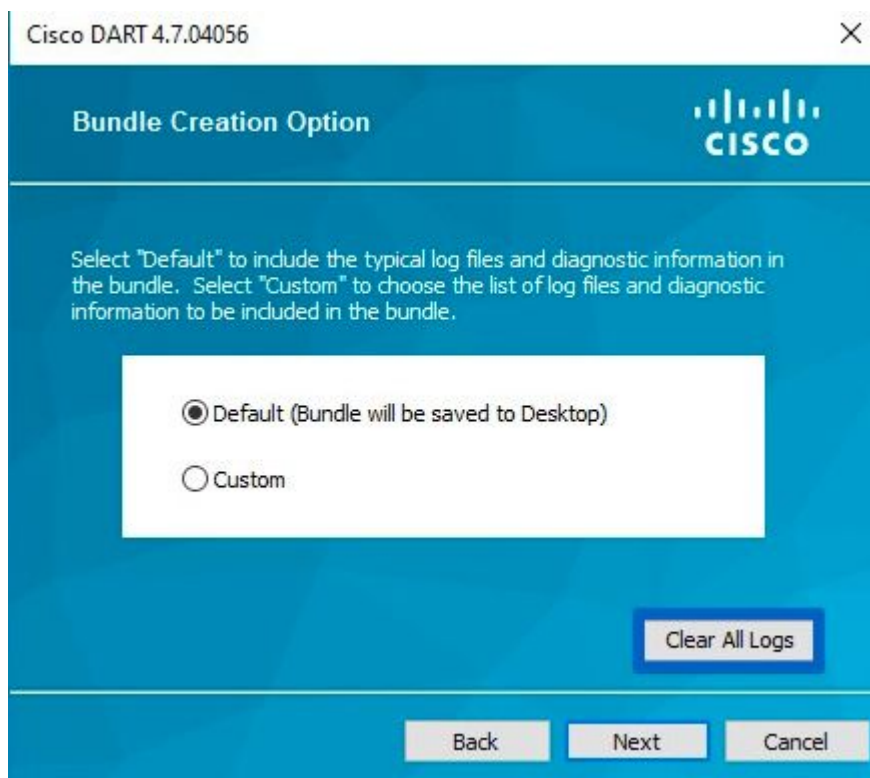 Cisco DART 4.7.04056
Bundle Creation Option
CISCO
Select "Default" to include the typical log files and diagnostic information in
the bundle.  Select "Custom" to choose the list of log files and diagnostic
information to be included in the bundle.
Default (Bundle will be saved to Desktop)
Custom
Clear All Logs
Back
Next
Cancel